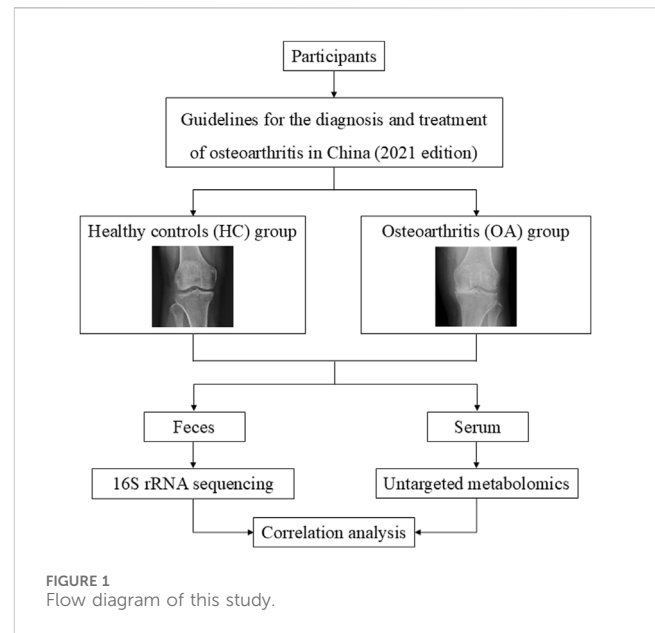 Participants
Guidelines for the diagnosis and treatment
of osteoarthritis in China (2021 edition)
Healthy controls (HC) group
Osteoarthritis (OA) group
Feces
Serum
16S rRNA sequencing
Untargeted metabolomics
Correlation analysis
FIGURE 1
Flow diagram of this study.